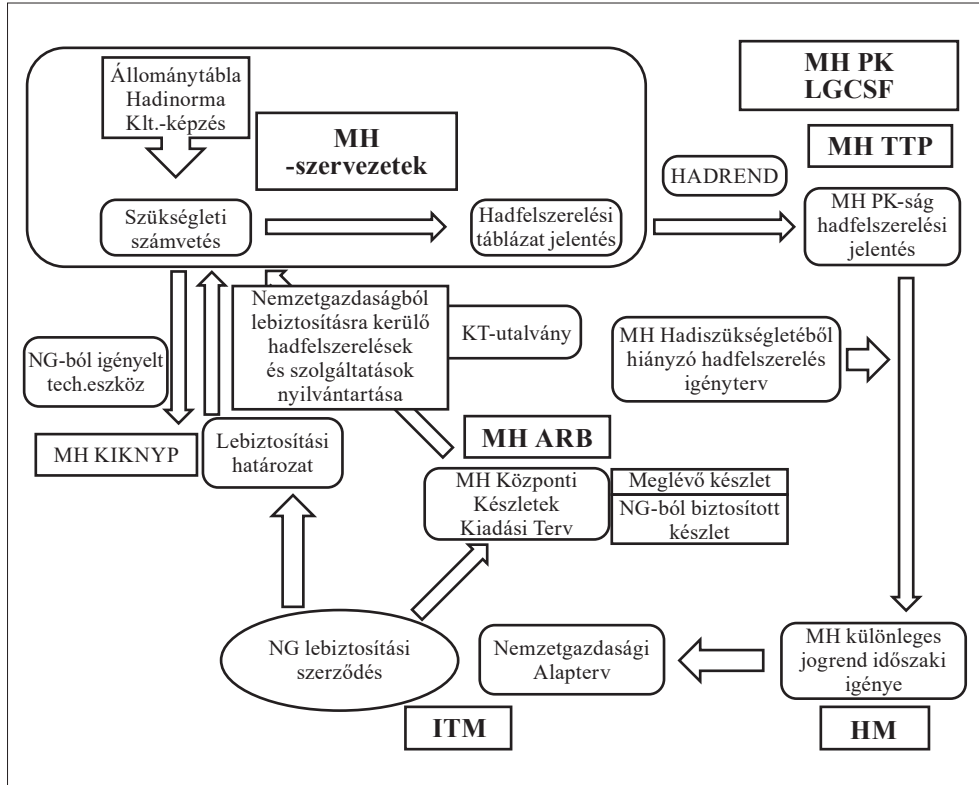 Állománytábla
Hadinorma
Klt.-képzés
MH
-szervezetek
MH PK
LGCSF
MH TTP
HADREND
Szükségleti
számvetés
Hadfelszerelési
táblázat jelentés
MH PK-ság
hadfelszerelési
jelentés
Nemzetgazdaságból
lebiztosításra kerülő
hadfelszerelések
és szolgáltatások
nyilvántartása
KT-utalvány
NG-ból igényelt
tech.eszköz
MH Hadiszükségletéből
hiányzó hadfelszerelés
igényterv
MH KIKNYP
Lebiztosítási
határozat
MH ARB
MH Központi
Készletek
Kiadási Terv
Meglévő készlet
NG-ból biztosított
készlet
NG lebiztosítási
szerződés
Nemzetgazdasági
Alapterv
MH különleges
jogrend időszaki
igénye
ITM
HM